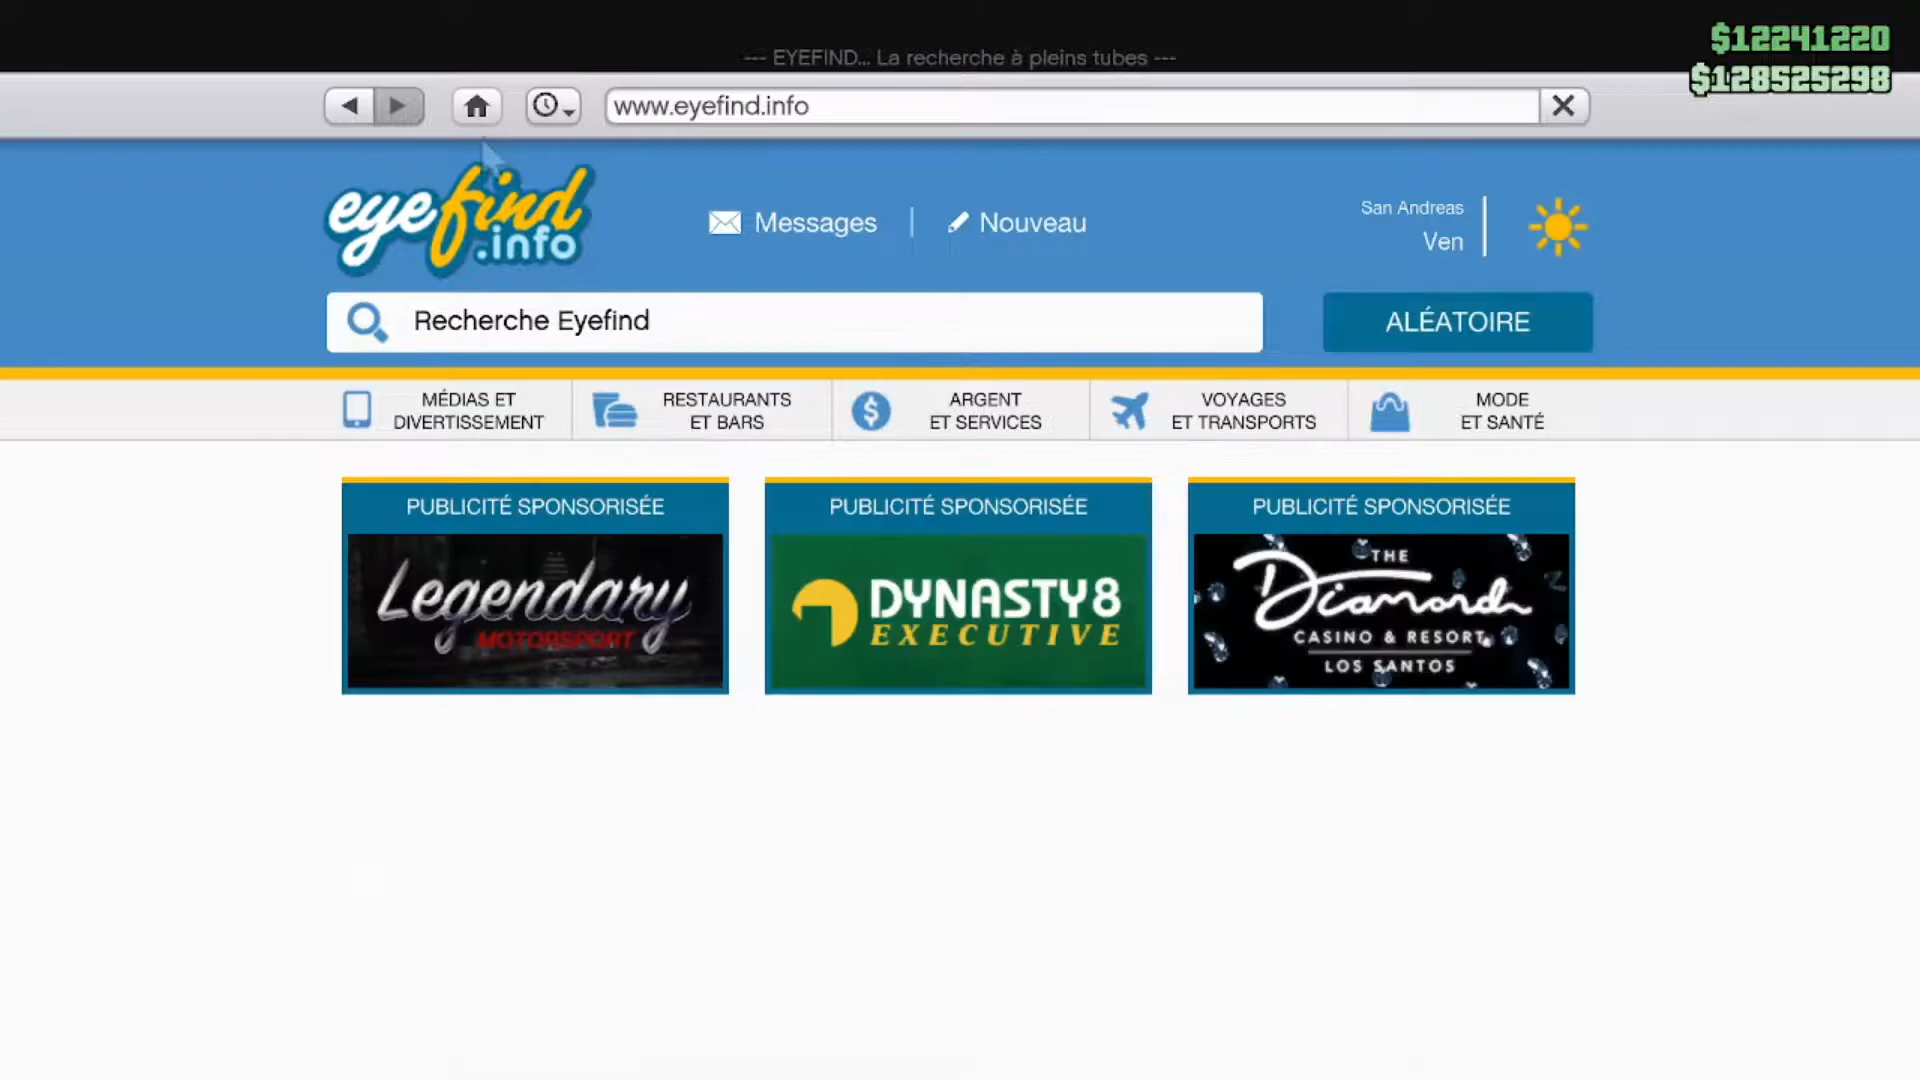 $12241220
--- EYEFIND... La recherche à pleins tubes ---
$128525298
www.eyefind.info
eyefind
.info
Messages
Nouveau
San Andreas
Ven
Recherche Eyefind
ALÉATOIRE
MÉDIAS ET
DIVERTISSEMENT
RESTAURANTS
ET BARS
ARGENT
ET SERVICES
VOYAGES
ET TRANSPORTS
MODE
ET SANTÉ
PUBLICITÉ SPONSORISÉE
Legendary
MOTORSPORT
PUBLICITÉ SPONSORISÉE
DYNASTY8
EXECUTIVE
PUBLICITÉ SPONSORISÉE
THE
Diamond
CASINO & RESORT
LOS SANTOS